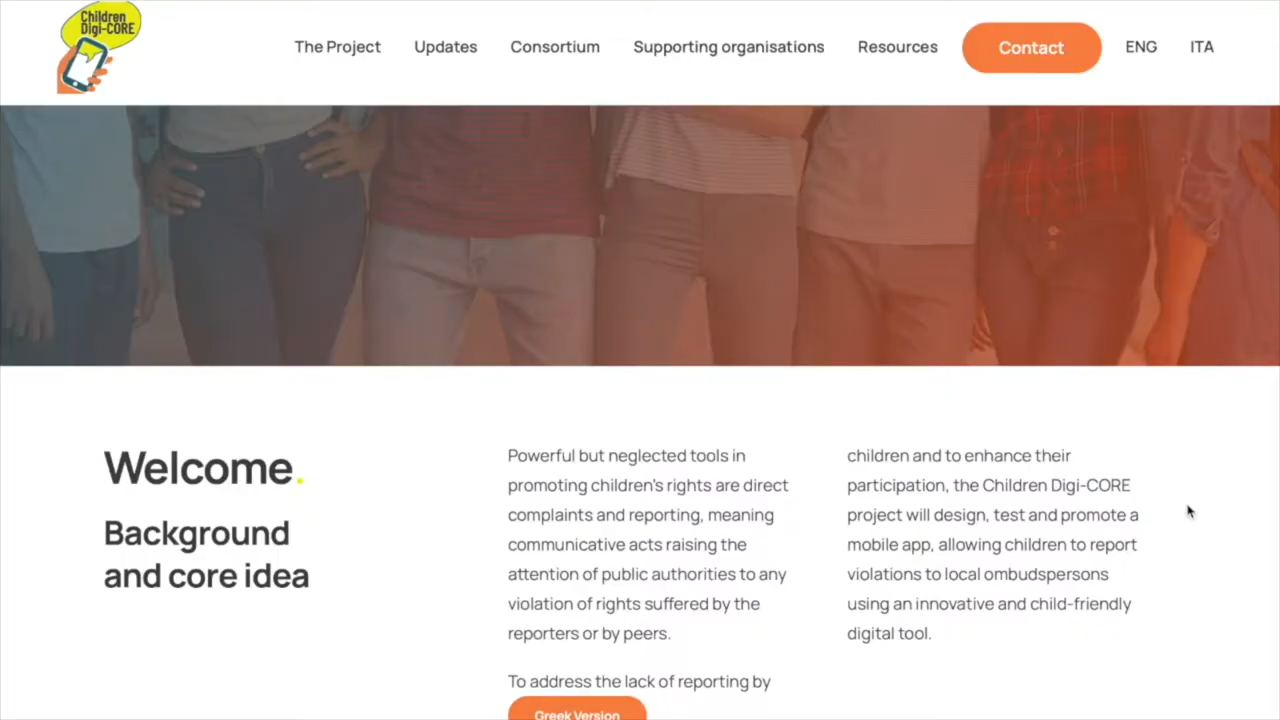 Children
Digi-CORE
The Project
Updates
Consortium
Supporting organisations
Resources
Contact
ENG
ITA
Welcome.
Background
and core idea
Powerful but neglected tools in
promoting children's rights are direct
complaints and reporting, meaning
communicative acts raising the
attention of public authorities to any
violation of rights suffered by the
reporters or by peers.
To address the lack of reporting by
children and to enhance their
participation, the Children Digi-CORE
project will design, test and promote a
mobile app, allowing children to report
violations to local ombudspersons
using an innovative and child-friendly
digital tool.
Greek Version